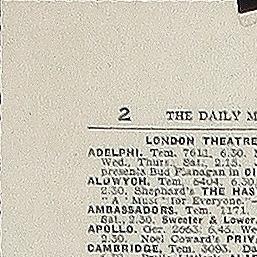 2 THE DAILY M
LONDON THEATRE
ADELPHI. Tem. 7611. 6.30.
Wed., Thurs., Sat., 2.15.
presents Bud Flanagan in
ALDWYCH. Tem. 6404. 6.30,
2.30. Shephard's THE HAS
"A 'Must' for Everyone."
AMBASSADORS. Tem. 1171.
Sat., 2.30. Sweeter & Lower.
APOLLO. Ger. 2663. 6.45. We
2.30. Noel Coward's PRIV
CAMBRIDGE. Tem. 3095. Da